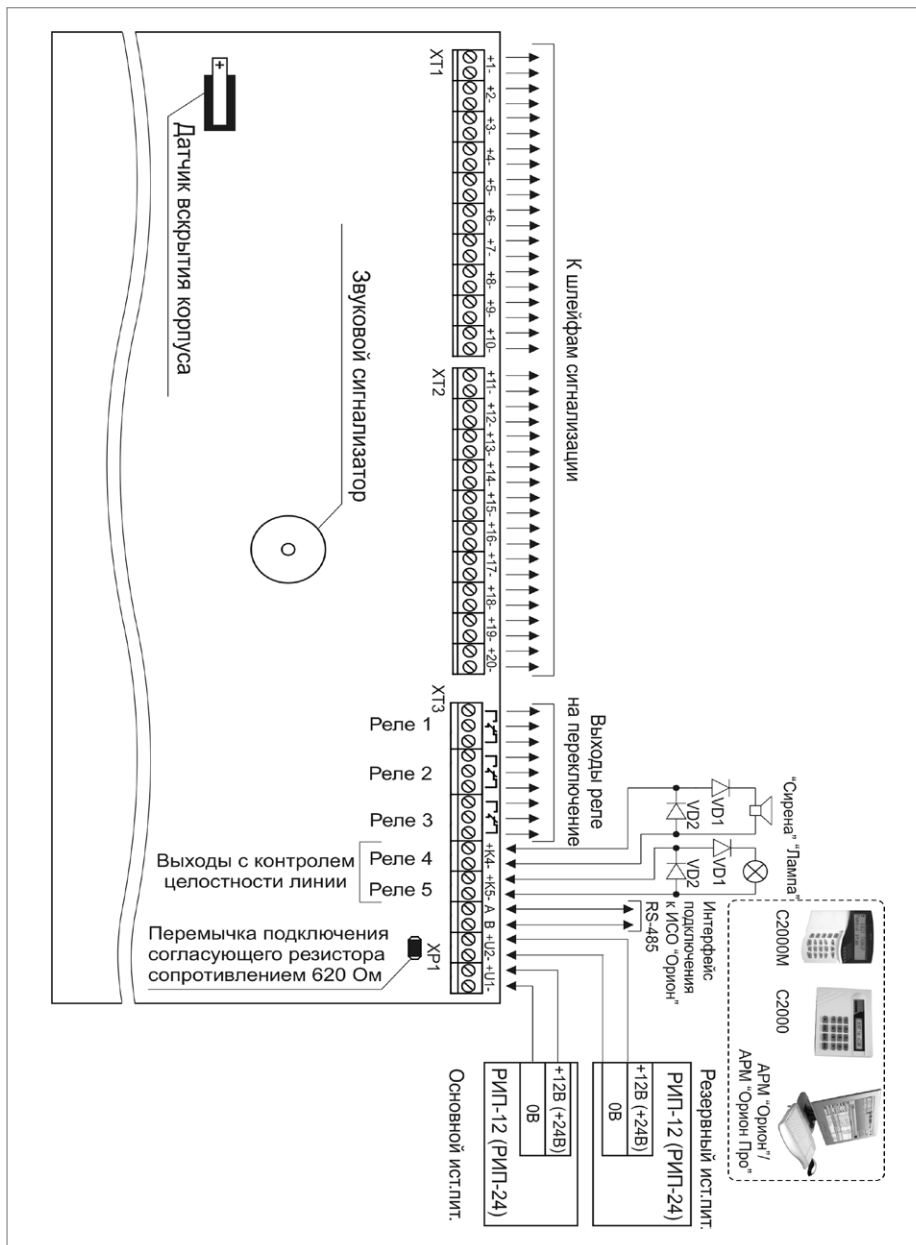 Датчик вскрытия корпуса
+
Звуковой сигнализатор
XT1
+1-
+2-
+3-
+4-
+5-
+6-
+7-
+8-
+9-
+10-
К шлейфам сигнализации
XT2
+11-
+12-
+13-
+14-
+15-
+16-
+17-
+18-
+19-
+20-
XT3
Реле 1
Реле 2
Реле 3
Выходы реле
на переключение
Выходы с контролем
целостности линии
Реле 4
Реле 5
+K4-
+K5-
A
B
+U2-
+U1-
Перемычка подключения
согласующего резистора
сопротивлением 620 Ом
XP1
"Сирена"
VD1
VD2
"Лампа"
VD1
VD2
Интерфейс
подключения
к ИСО "Орион"
RS-485
С2000М
С2000
АРМ "Орион"/
АРМ "Орион Про"
Резервный ист.пит.
РИП-12 (РИП-24)
+12В (+24В)
0В
Основной ист.пит.
РИП-12 (РИП-24)
+12В (+24В)
0В